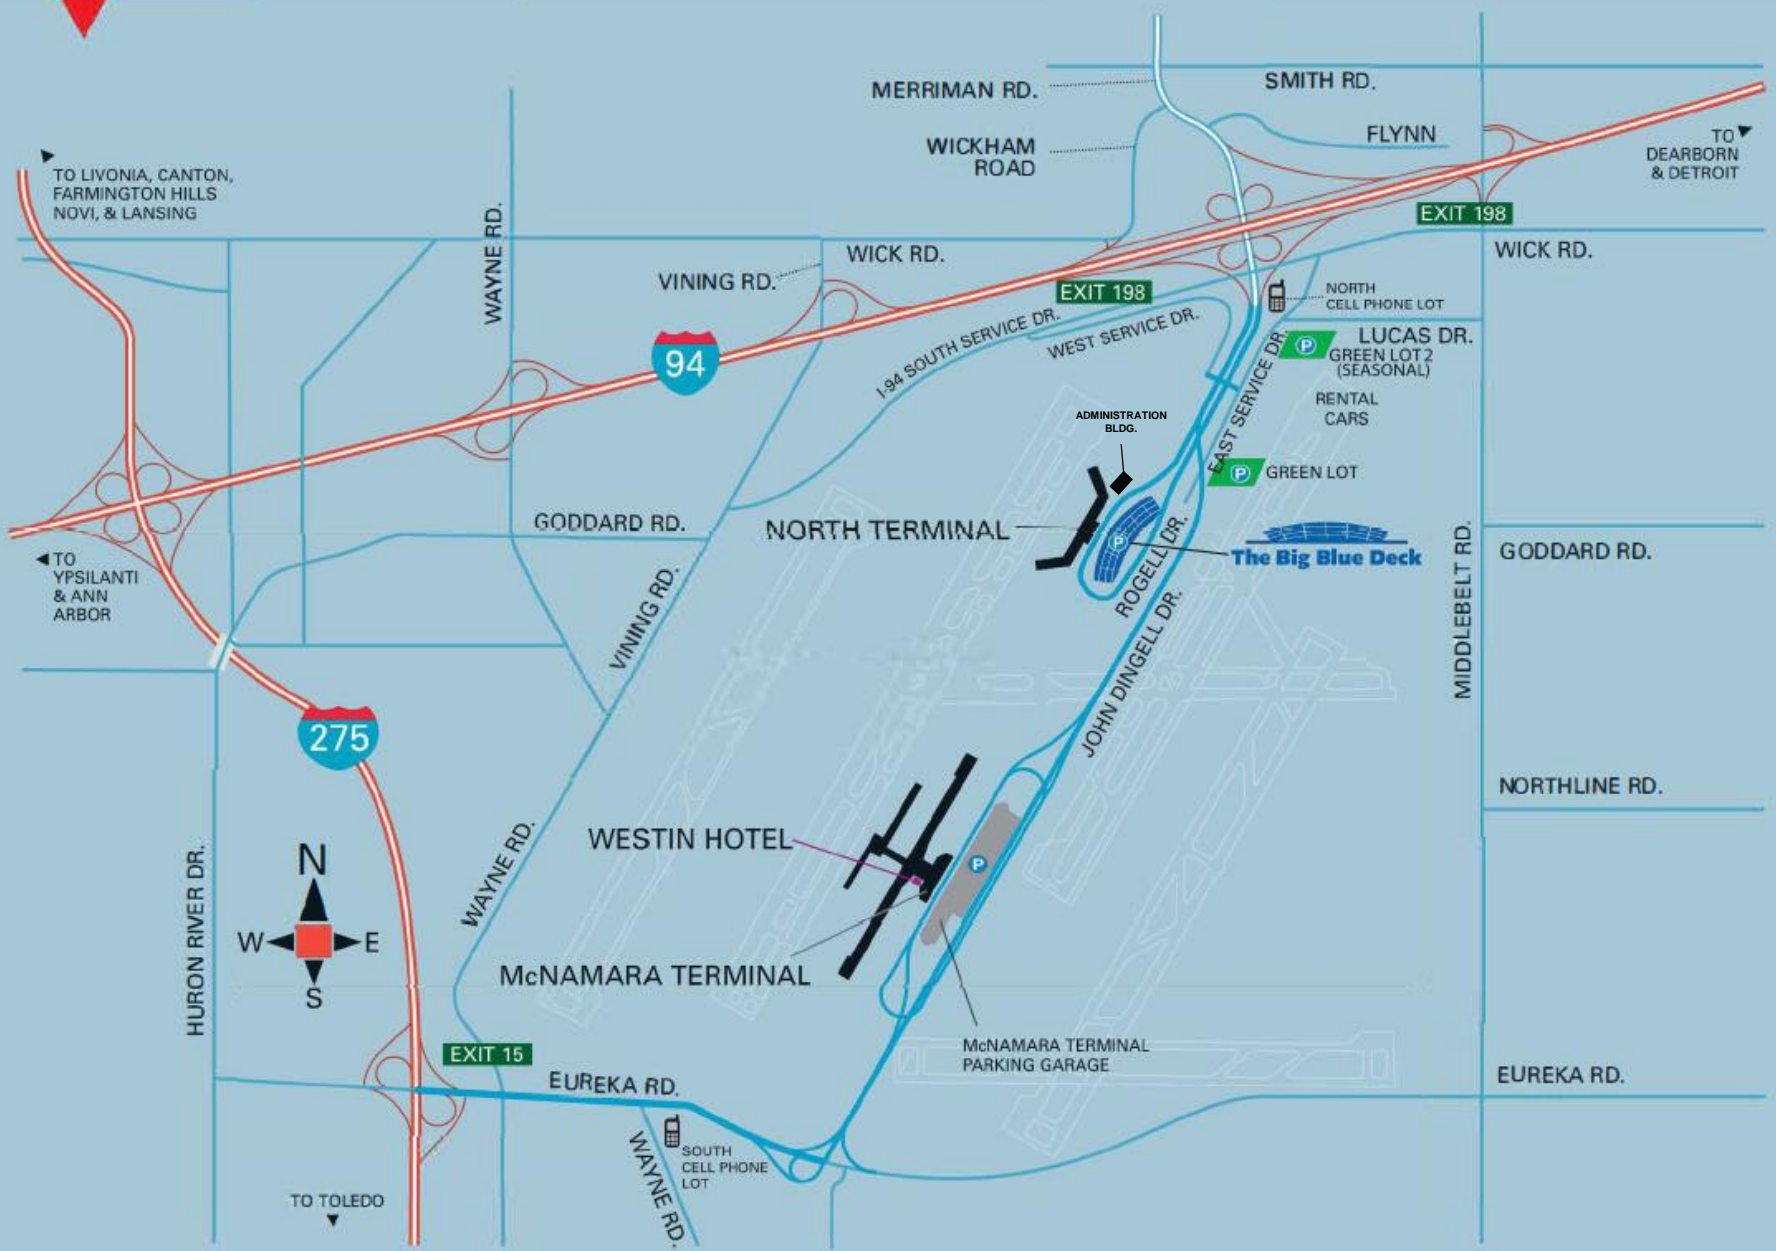 MERRIMAN RD.
SMITH RD.
WICKHAM
ROAD
FLYNN
TO
DEARBORN
& DETROIT
TO LIVONIA, CANTON,
FARMINGTON HILLS
NOVI, & LANSING
WAYNE RD.
EXIT 198
WICK RD.
WICK RD.
VINING RD.
EXIT 198
NORTH
CELL PHONE LOT
I-94 SOUTH SERVICE DR.
WEST SERVICE DR.
EAST SERVICE DR.
LUCAS DR.
P
GREEN LOT 2
(SEASONAL)
94
RENTAL
CARS
ADMINISTRATION
BLDG.
P
GREEN LOT
GODDARD RD.
NORTH TERMINAL
P
ROGELL DR.
The Big Blue Deck
MIDDLEBELT RD.
GODDARD RD.
TO
YPSILANTI
& ANN
ARBOR
VINING RD.
JOHN DINGELL DR.
275
NORTHLINE RD.
WESTIN HOTEL
P
HURON RIVER DR.
N
W
E
S
WAYNE RD.
McNAMARA TERMINAL
McNAMARA TERMINAL
PARKING GARAGE
EXIT 15
EUREKA RD.
EUREKA RD.
WAYNE RD.
SOUTH
CELL PHONE
LOT
TO TOLEDO